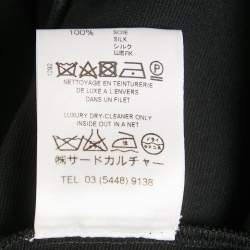 100%
SOIE
SILK
シルク
NETTOYAGE EN TEINTURERIE
DE LUXE A L'ENVERS
DANS UN FILET
LUXURY DRY-CLEANER ONLY
INSIDE OUT IN A NET
㈱サードカルチャー
TEL: 03 (5448) 9138